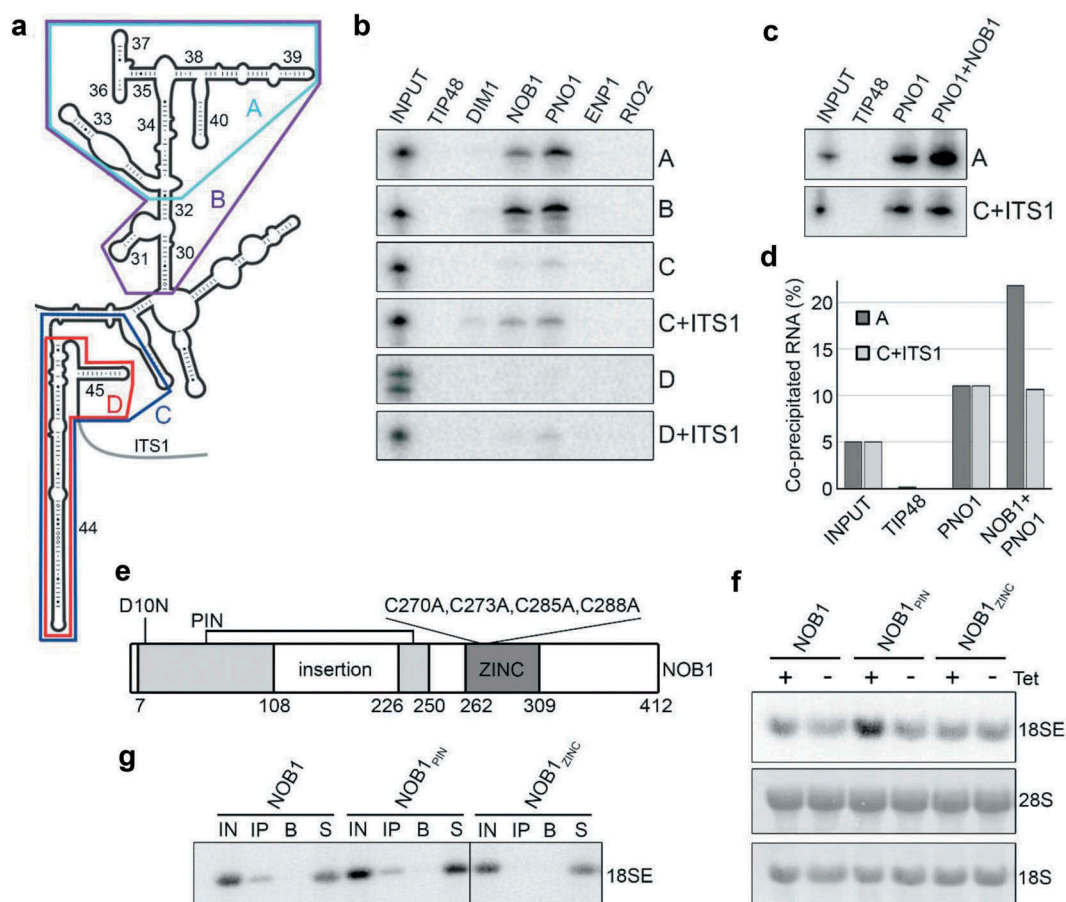 a
37
38
39
36
35
40
33
34
A
B
32
31
30
45
D
C
ITS1
44
b
INPUT
TIP48
DIM1
NOB1
PNO1
ENP1
RIO2
A
B
C
C+ITS1
D
D+ITS1
c
INPUT
TIP48
PNO1
PNO1+NOB1
A
C+ITS1
d
Co-precipitated RNA (%)
20
15
10
5
0
A
C+ITS1
INPUT
TIP48
PNO1
NOB1+
PNO1
e
D10N
PIN
C270A,C273A,C285A,C288A
insertion
ZINC
NOB1
7 108 226 250 262 309 412
f
NOB1 NOB1PIN NOB1ZINC
+ - + - + - Tet
18SE
28S
18S
g
NOB1 NOB1PIN NOB1ZINC
IN IP B S IN IP B S IN IP B S
18SE